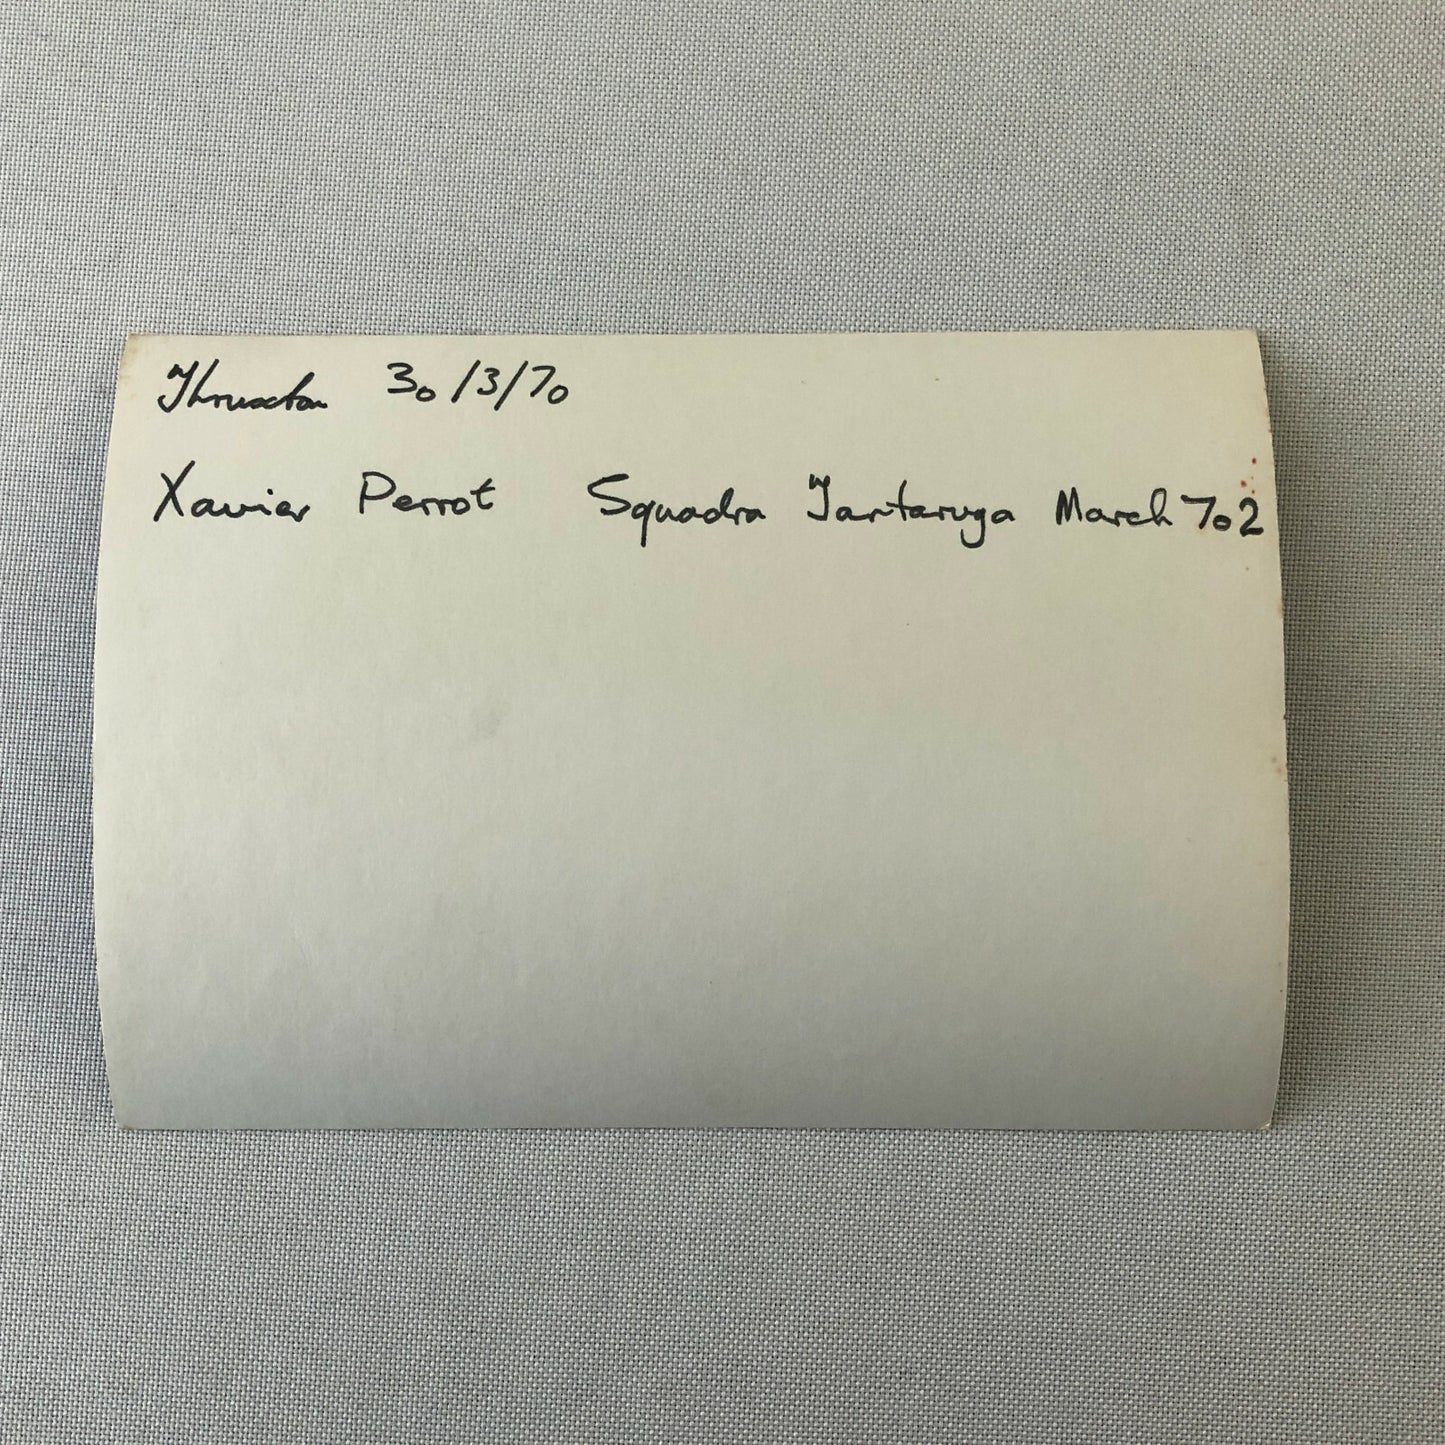 Thruxton 30/3/70
Xavier Perrot Squadra Tartaruga March 702